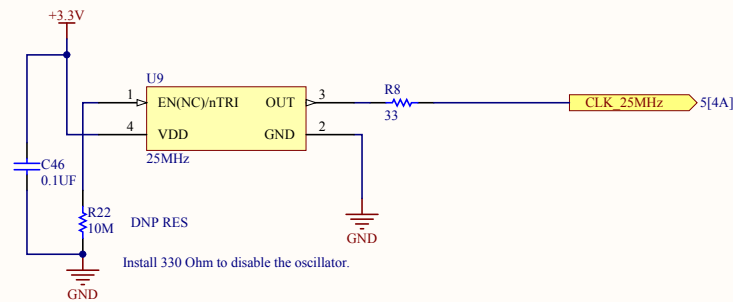 +3.3V
U9
1
EN(NC)/nTRI
OUT
3
R8
33
CLK_25MHz
5[4A]
4
VDD
GND
2
25MHz
C46
0.1UF
R22
10M
DNP RES
GND
Install 330 Ohm to disable the oscillator.
GND